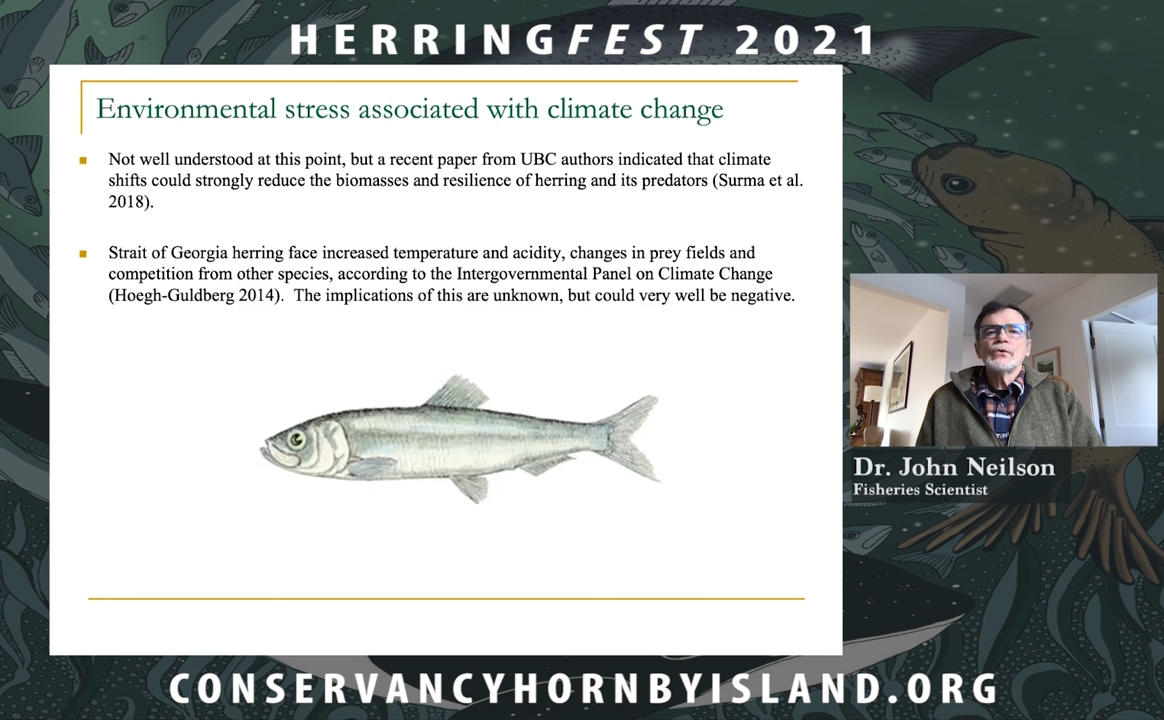 HERRINGFEST 2021
Environmental stress associated with climate change
Not well understood at this point, but a recent paper from UBC authors indicated that climate
shifts could strongly reduce the biomasses and resilience of herring and its predators (Surma et al.
2018).
Strait of Georgia herring face increased temperature and acidity, changes in prey fields and
competition from other species, according to the Intergovernmental Panel on Climate Change
(Hoegh-Guldberg 2014). The implications of this are unknown, but could very well be negative.
Dr. John Neilson
Fisheries Scientist
CONSERVANCYHORNBYISLAND.ORG